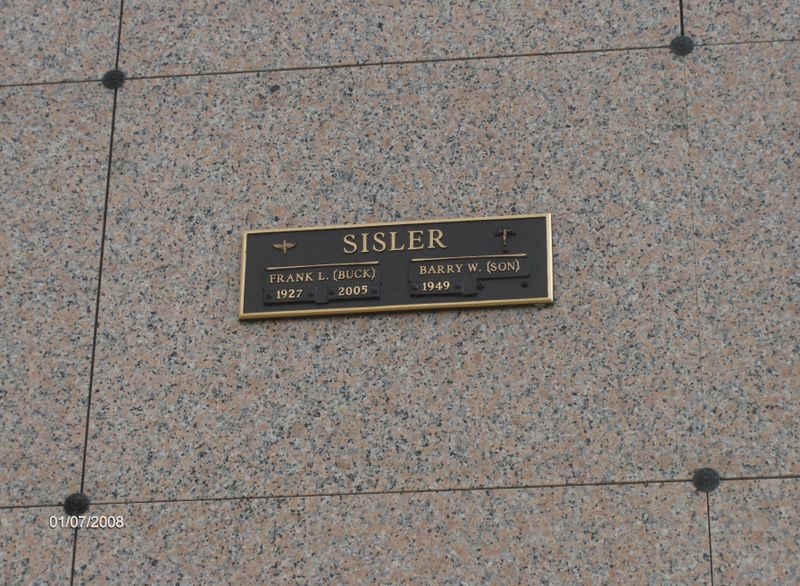 SISLER
FRANK L. (BUCK)
1927 2005
BARRY W. (SON)
1949
01/07/2008